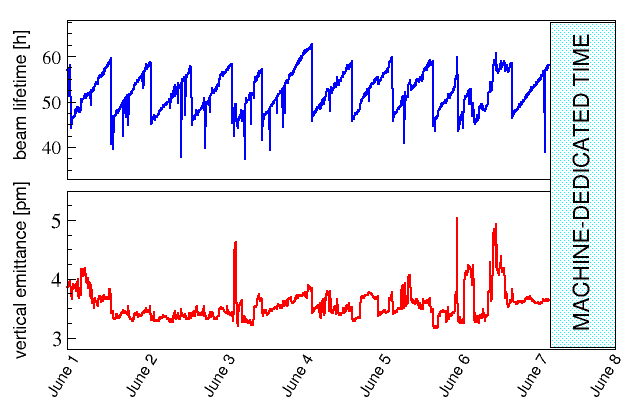 beam lifetime [h]
60
50
40
vertical emittance [pm]
5
4
3
June 1
June 2
June 3
June 4
June 5
June 6
June 7
June 8
MACHINE-DEDICATED TIME